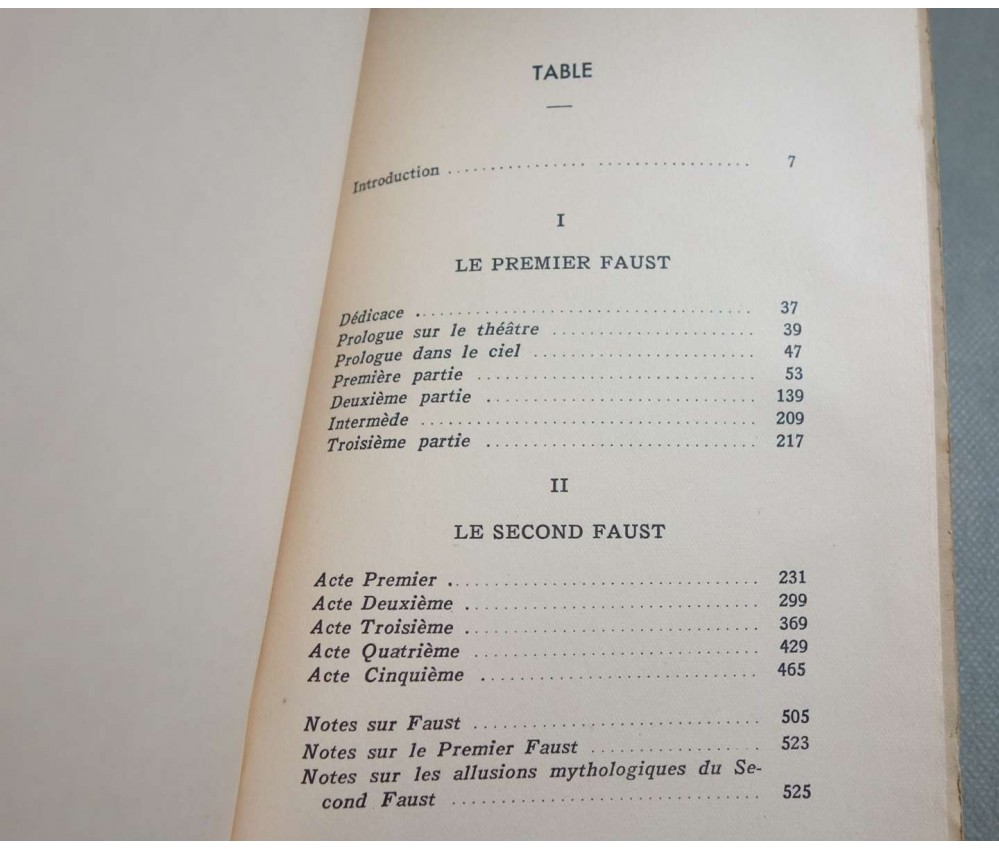 TABLE
Introduction .................................. 7
I
LE PREMIER FAUST
Dédicace .................................. 37
Prologue sur le théâtre .................... 39
Prologue dans le ciel ...................... 47
Première partie ............................ 53
Deuxième partie ............................ 139
Intermède .................................. 209
Troisième partie ........................... 217
II
LE SECOND FAUST
Acte Premier ............................... 231
Acte Deuxième .............................. 299
Acte Troisième ............................. 369
Acte Quatrième ............................. 429
Acte Cinquième ............................. 465
Notes sur Faust ............................ 505
Notes sur le Premier Faust ................. 523
Notes sur les allusions mythologiques du Se-
cond Faust ................................. 525